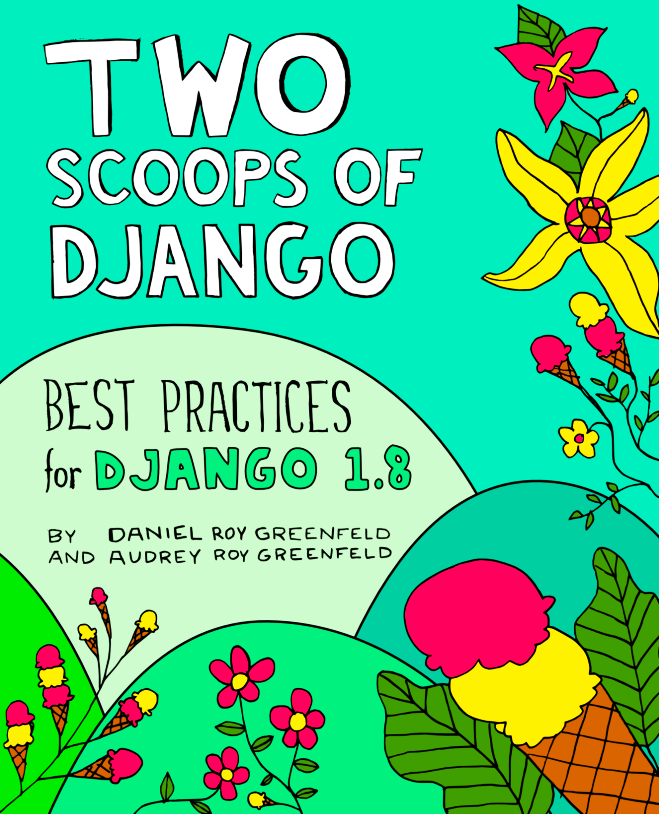 TWO
SCOOPS OF
DJANGO
BEST PRACTICES
for DJANGO 1.8
BY DANIEL ROY GREENFELD
AND AUDREY ROY GREENFELD